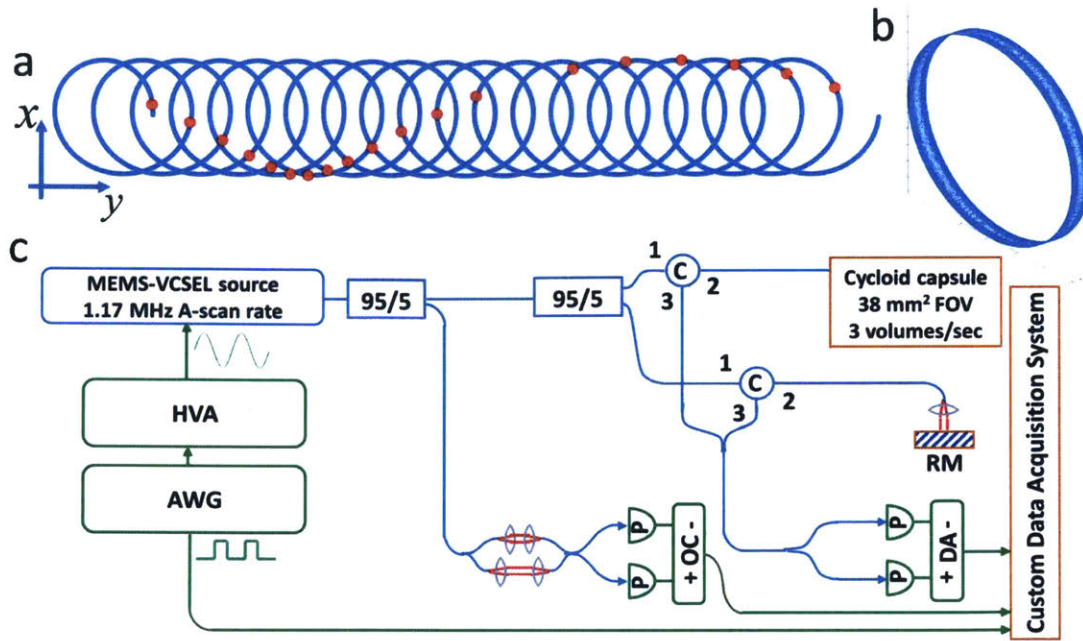 a
b
x
y
c
MEMS-VCSEL source
1.17 MHz A-scan rate
95/5
95/5
1
C
2
3
Cycloid capsule
38 mm² FOV
3 volumes/sec
1
C
2
3
RM
HVA
AWG
P
P
+ OC -
P
P
+ DA -
Custom Data Acquisition System